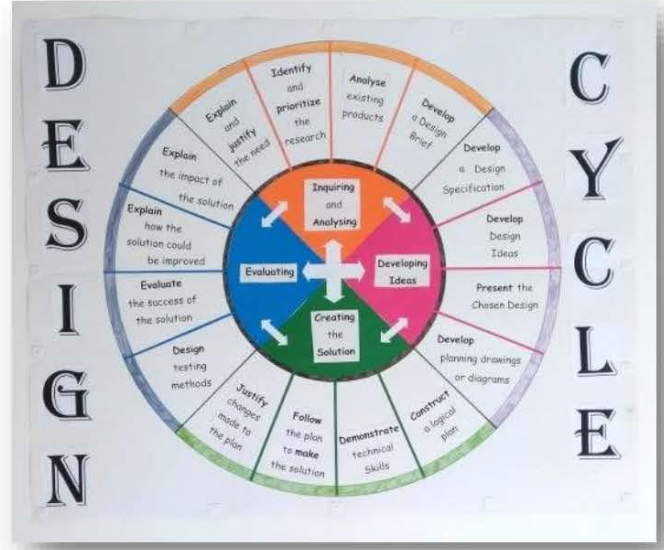 DESIGN
CYCLE
Inquiring
and
Analysing
Developing
Ideas
Creating
the
Solution
Evaluating
Explain
and
justify
the need
Identify
and
prioritize
the
research
Analyse
existing
products
Develop
a Design
Brief
Develop
a Design
Specification
Develop
Design
Ideas
Present the
Chosen Design
Develop
planning drawings
or diagrams
Construct
a logical
plan
Demonstrate
technical
Skills
Follow
the plan
to make
the solution
Justify
changes
made to
the plan
Design
testing
methods
Evaluate
the success of
the solution
Explain
how the
solution could
be improved
Explain
the impact of
the solution